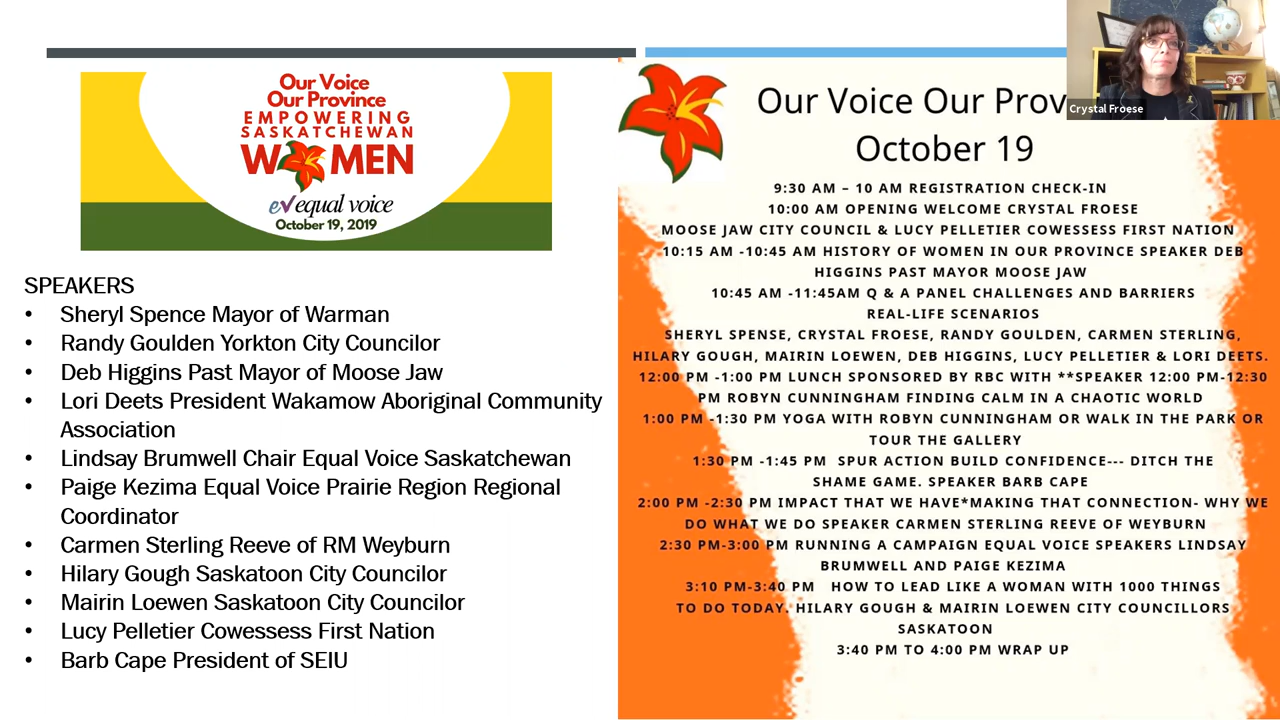 Our Voice
Our Province
EMPOWERING
SASKATCHEWAN
WOMEN
ev equal voice
October 19, 2019
SPEAKERS
• Sheryl Spence Mayor of Warman
• Randy Goulden Yorkton City Councilor
• Deb Higgins Past Mayor of Moose Jaw
• Lori Deets President Wakamow Aboriginal Community
Association
• Lindsay Brumwell Chair Equal Voice Saskatchewan
• Paige Kezima Equal Voice Prairie Region Regional
Coordinator
• Carmen Sterling Reeve of RM Weyburn
• Hilary Gough Saskatoon City Councilor
• Mairin Loewen Saskatoon City Councilor
• Lucy Pelletier Cowessess First Nation
• Barb Cape President of SEIU
Our Voice Our Prov
October 19
9:30 AM – 10 AM REGISTRATION CHECK-IN
10:00 AM OPENING WELCOME CRYSTAL FROESE
MOOSE JAW CITY COUNCIL & LUCY PELLETIER COWESSESS FIRST NATION
10:15 AM -10:45 AM HISTORY OF WOMEN IN OUR PROVINCE SPEAKER DEB
HIGGINS PAST MAYOR MOOSE JAW
10:45 AM -11:45AM Q & A PANEL CHALLENGES AND BARRIERS
REAL-LIFE SCENARIOS
SHERYL SPENSE, CRYSTAL FROESE, RANDY GOULDEN, CARMEN STERLING,
HILARY GOUGH, MAIRIN LOEWEN, DEB HIGGINS, LUCY PELLETIER & LORI DEETS.
12:00 PM -1:00 PM LUNCH SPONSORED BY RBC WITH **SPEAKER 12:00 PM-12:30
PM ROBYN CUNNINGHAM FINDING CALM IN A CHAOTIC WORLD
1:00 PM -1:30 PM YOGA WITH ROBYN CUNNINGHAM OR WALK IN THE PARK OR
TOUR THE GALLERY
1:30 PM -1:45 PM SPUR ACTION BUILD CONFIDENCE--- DITCH THE
SHAME GAME. SPEAKER BARB CAPE
2:00 PM -2:30 PM IMPACT THAT WE HAVE*MAKING THAT CONNECTION- WHY WE
DO WHAT WE DO SPEAKER CARMEN STERLING REEVE OF WEYBURN
2:30 PM-3:00 PM RUNNING A CAMPAIGN EQUAL VOICE SPEAKERS LINDSAY
BRUMWELL AND PAIGE KEZIMA
3:10 PM-3:40 PM HOW TO LEAD LIKE A WOMAN WITH 1000 THINGS
TO DO TODAY. HILARY GOUGH & MAIRIN LOEWEN CITY COUNCILLORS
SASKATOON
3:40 PM TO 4:00 PM WRAP UP
Crystal Froese